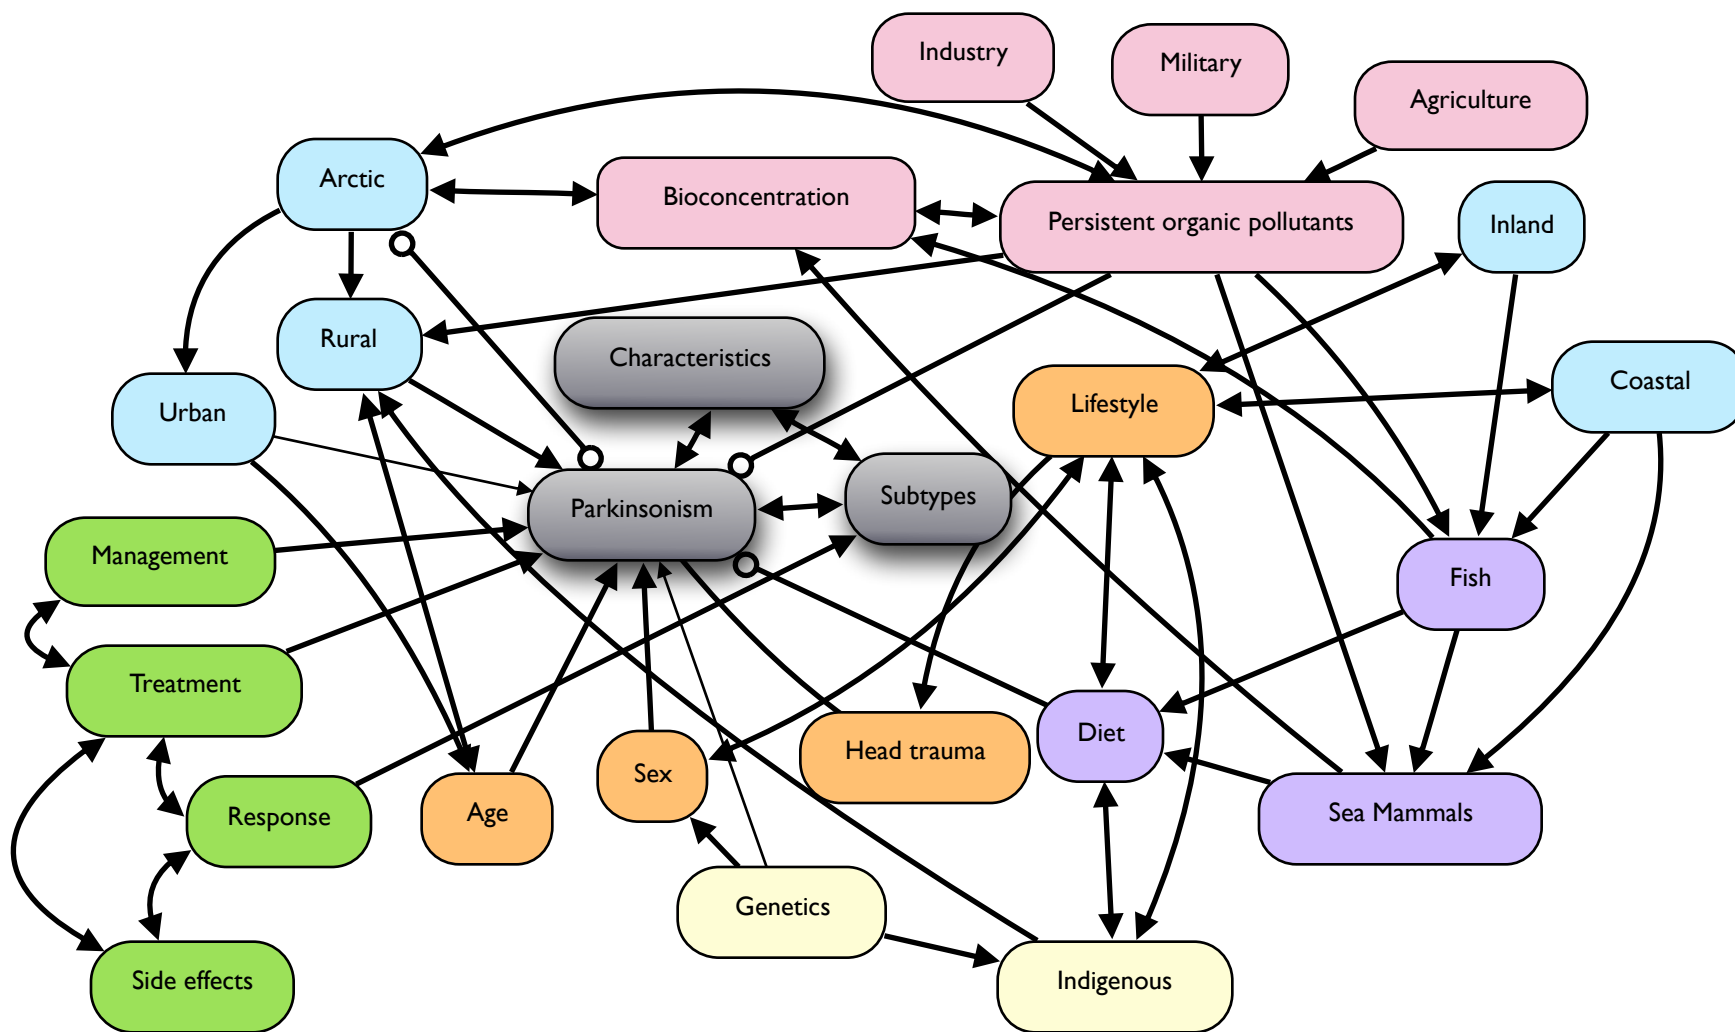 Industry
Military
Agriculture
Arctic
Bioconcentration
Persistent organic pollutants
Inland
Rural
Characteristics
Urban
Lifestyle
Coastal
Parkinsonism
Subtypes
Management
Fish
Treatment
Diet
Sex
Head trauma
Response
Age
Sea Mammals
Genetics
Side effects
Indigenous